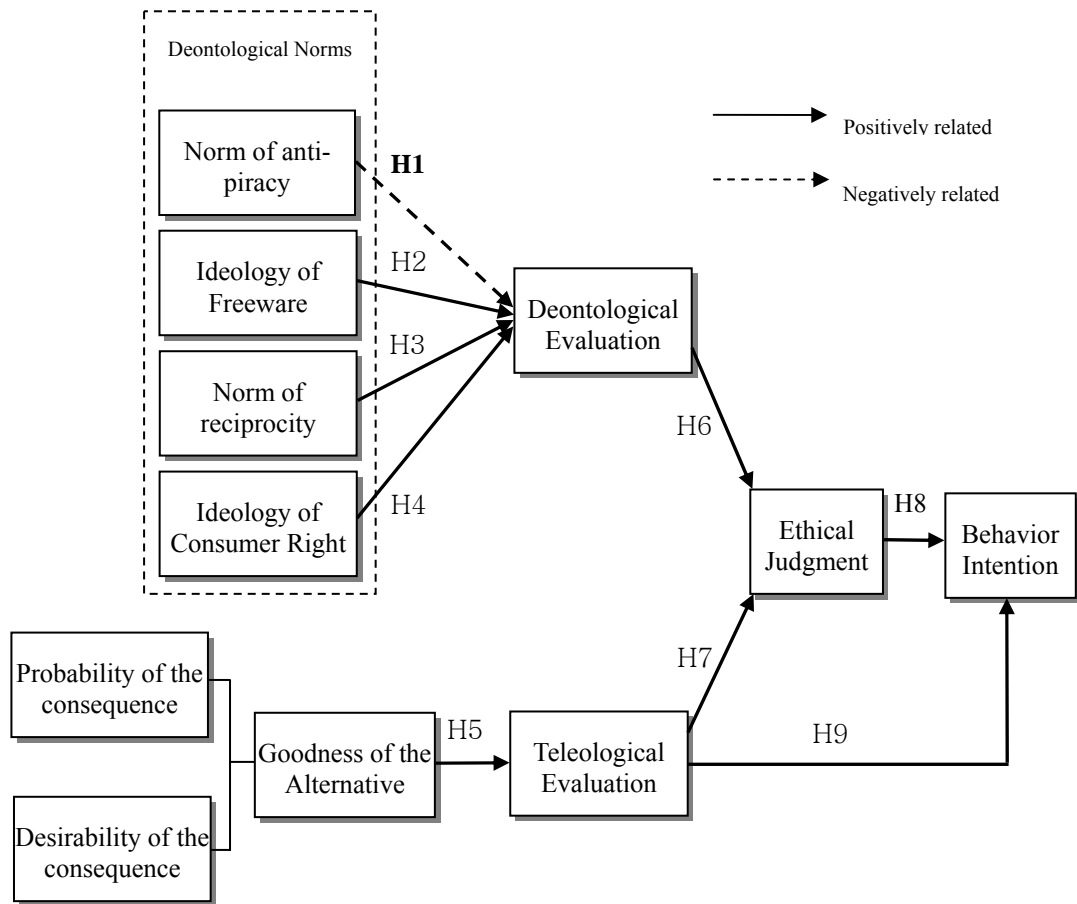 Deontological Norms
Norm of anti-
piracy
Ideology of
Freeware
Norm of
reciprocity
Ideology of
Consumer Right
H1
H2
H3
H4
Positively related
Negatively related
Deontological
Evaluation
H6
Ethical
Judgment
H8
Behavior
Intention
H7
H9
Probability of the
consequence
Desirability of the
consequence
Goodness of the
Alternative
H5
Teleological
Evaluation